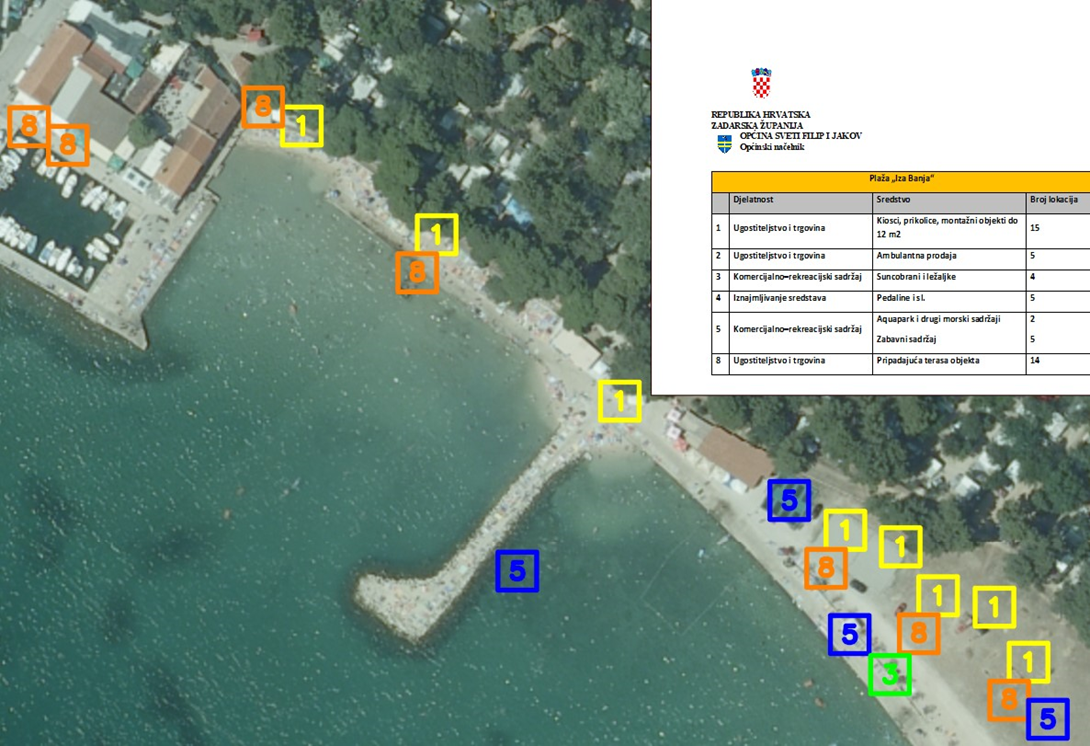 REPUBLIKA HRVATSKA
ZADARSKA ŽUPANIJA
OPĆINA SVETI FILIP I JAKOV
Općinski načelnik
Plaža „Iza Banja“
Djelatnost Sredstvo Broj lokacija
1 Ugostiteljstvo i trgovina Kiosci, prikolice, montažni objekti do 12 m2 15
2 Ugostiteljstvo i trgovina Ambulantna prodaja 5
3 Komercijalno–rekreacijski sadržaj Suncobrani i ležaljke 4
4 Iznajmljivanje sredstava Pedaline i sl. 5
5 Komercijalno–rekreacijski sadržaj Aquapark i drugi morski sadržaji 2
Zabavni sadržaj 5
8 Ugostiteljstvo i trgovina Pripadajuća terasa objekta 14
8
1
8
8
1
8
1
5
1
1
8
5
1
1
5
8
1
3
8
5